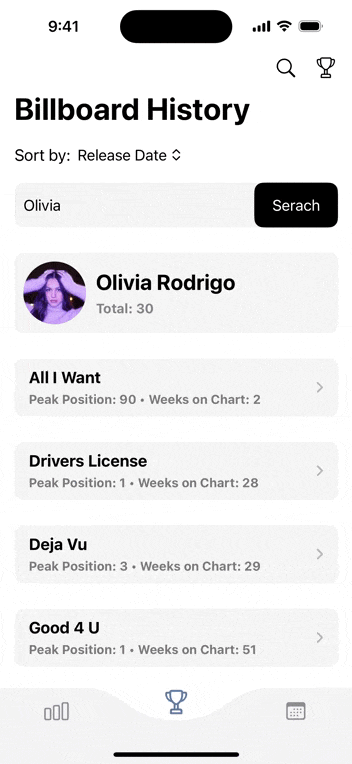 9:41
Billboard History
Sort by: Release Date
Olivia
Serach
Olivia Rodrigo
Total: 30
All I Want
Peak Position: 90 • Weeks on Chart: 2
Drivers License
Peak Position: 1 • Weeks on Chart: 28
Deja Vu
Peak Position: 3 • Weeks on Chart: 29
Good 4 U
Peak Position: 1 • Weeks on Chart: 51